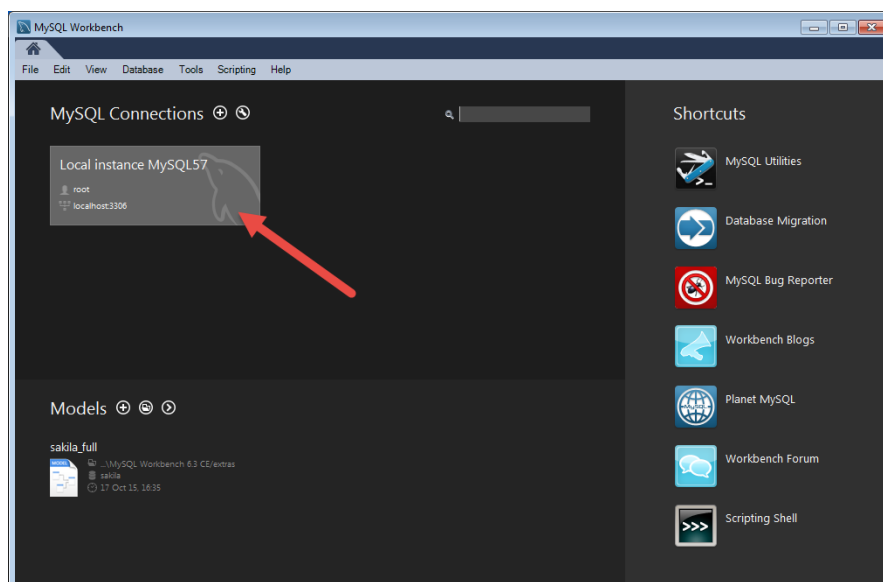 MySQL Workbench
File Edit View Database Tools Scripting Help
MySQL Connections
Local instance MySQL57
root
localhost:3306
Shortcuts
MySQL Utilities
Database Migration
MySQL Bug Reporter
Workbench Blogs
Planet MySQL
Workbench Forum
Scripting Shell
Models
sakila_full
...\MySQL Workbench 6.3 CE/extras
sakila
17 Oct 15, 16:35